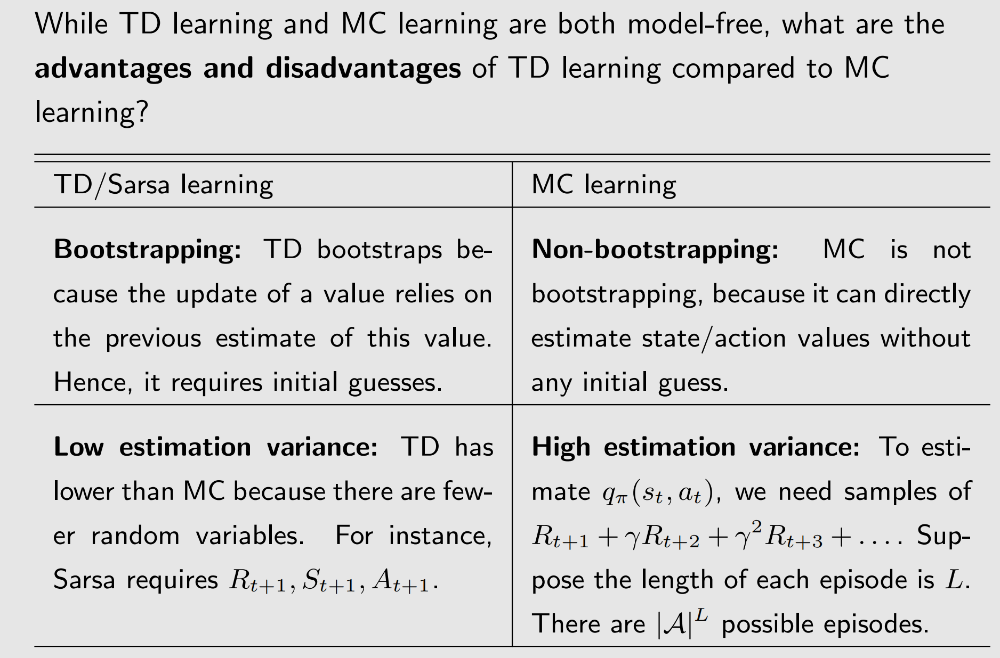 While TD learning and MC learning are both model-free, what are the
advantages and disadvantages of TD learning compared to MC
learning?
TD/Sarsa learning
MC learning
Bootstrapping: TD bootstraps be-
cause the update of a value relies on
the previous estimate of this value.
Hence, it requires initial guesses.
Non-bootstrapping: MC is not
bootstrapping, because it can directly
estimate state/action values without
any initial guess.
Low estimation variance: TD has
lower than MC because there are few-
er random variables. For instance,
Sarsa requires $R_{t+1}, S_{t+1}, A_{t+1}$.
High estimation variance: To esti-
mate $q_\pi(s_t, a_t)$, we need samples of
$R_{t+1} + \gamma R_{t+2} + \gamma^2 R_{t+3} + \ldots$. Sup-
pose the length of each episode is $L$.
There are $|\mathcal{A}|^L$ possible episodes.